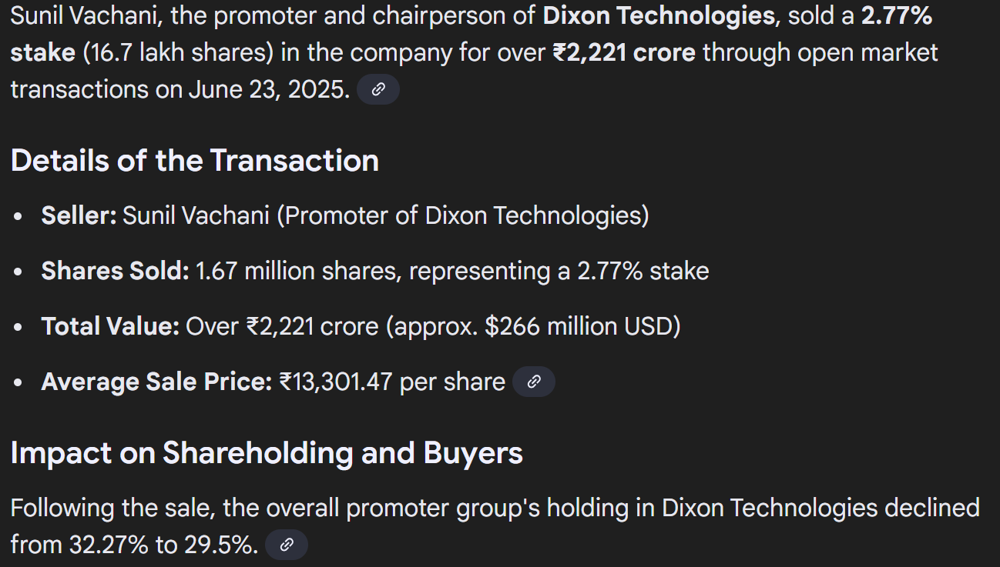 Sunil Vachani, the promoter and chairperson of Dixon Technologies, sold a 2.77%
stake (16.7 lakh shares) in the company for over ₹2,221 crore through open market
transactions on June 23, 2025.
Details of the Transaction
• Seller: Sunil Vachani (Promoter of Dixon Technologies)
• Shares Sold: 1.67 million shares, representing a 2.77% stake
• Total Value: Over ₹2,221 crore (approx. $266 million USD)
• Average Sale Price: ₹13,301.47 per share
Impact on Shareholding and Buyers
Following the sale, the overall promoter group's holding in Dixon Technologies declined
from 32.27% to 29.5%.